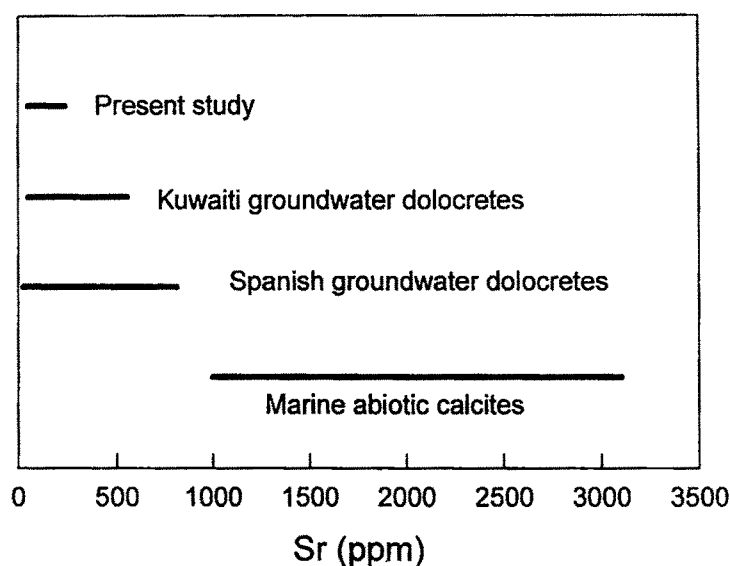 Present study
Kuwaiti groundwater dolocretes
Spanish groundwater dolocretes
Marine abiotic calcites
0 500 1000 1500 2000 2500 3000 3500
Sr (ppm)